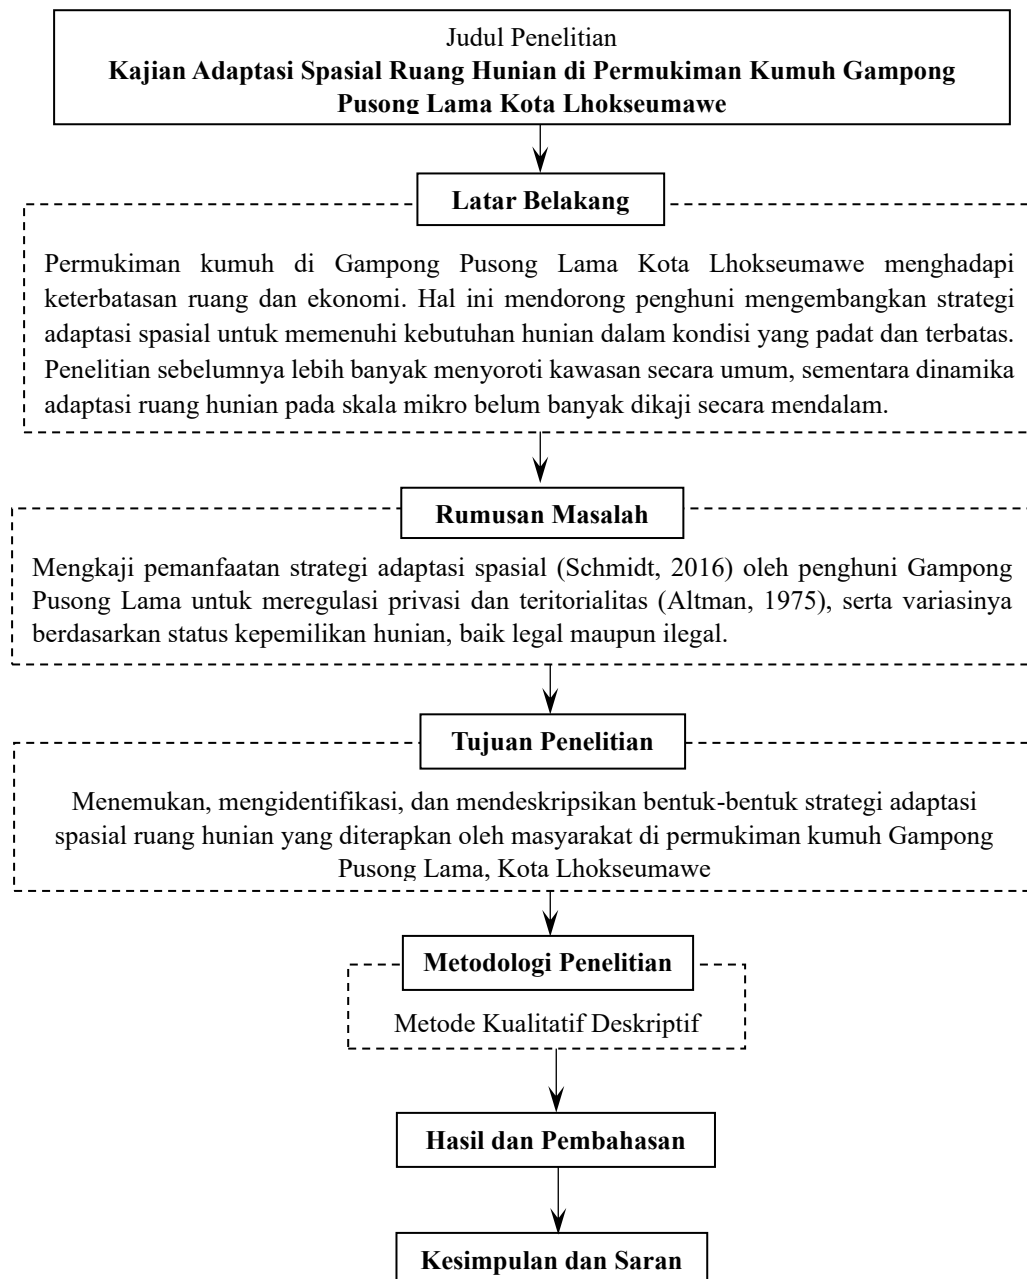 Judul Penelitian
Kajian Adaptasi Spasial Ruang Hunian di Permukiman Kumuh Gampong
Pusong Lama Kota Lhokseumawe
Latar Belakang
Permukiman kumuh di Gampong Pusong Lama Kota Lhokseumawe menghadapi
keterbatasan ruang dan ekonomi. Hal ini mendorong penghuni mengembangkan strategi
adaptasi spasial untuk memenuhi kebutuhan hunian dalam kondisi yang padat dan terbatas.
Penelitian sebelumnya lebih banyak menyoroti kawasan secara umum, sementara dinamika
adaptasi ruang hunian pada skala mikro belum banyak dikaji secara mendalam.
Rumusan Masalah
Mengkaji pemanfaatan strategi adaptasi spasial (Schmidt, 2016) oleh penghuni Gampong
Pusong Lama untuk meregulasi privasi dan teritorialitas (Altman, 1975), serta variasinya
berdasarkan status kepemilikan hunian, baik legal maupun ilegal.
Tujuan Penelitian
Menemukan, mengidentifikasi, dan mendeskripsikan bentuk-bentuk strategi adaptasi
spasial ruang hunian yang diterapkan oleh masyarakat di permukiman kumuh Gampong
Pusong Lama, Kota Lhokseumawe
Metodologi Penelitian
Metode Kualitatif Deskriptif
Hasil dan Pembahasan
Kesimpulan dan Saran